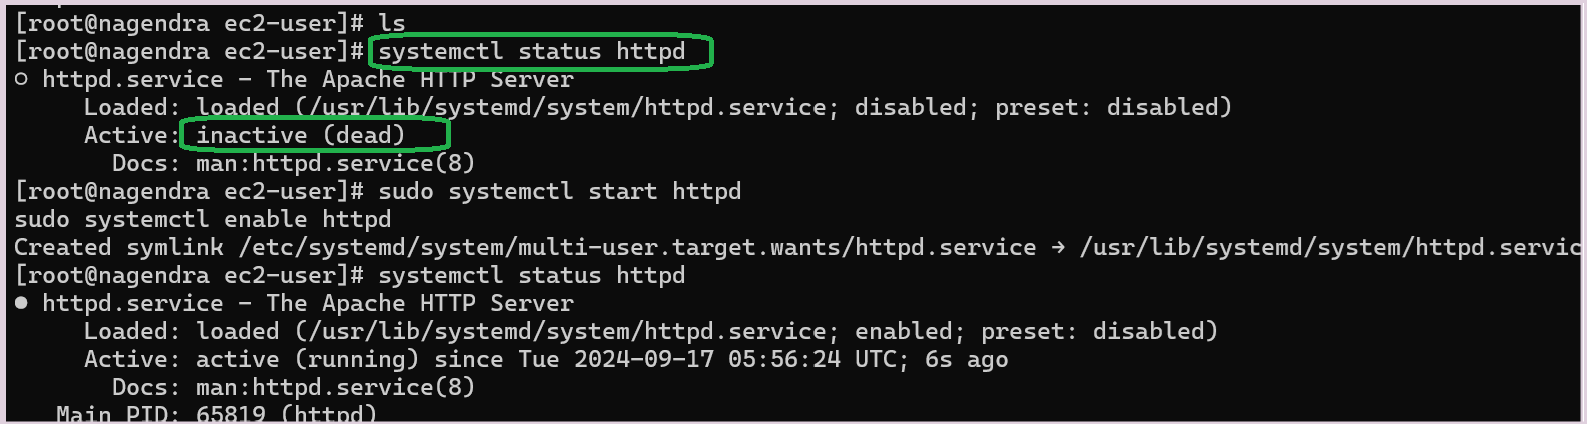 [root@nagendra ec2-user]# ls
[root@nagendra ec2-user]# systemctl status httpd
○ httpd.service - The Apache HTTP Server
     Loaded: loaded (/usr/lib/systemd/system/httpd.service; disabled; preset: disabled)
     Active: inactive (dead)
       Docs: man:httpd.service(8)
[root@nagendra ec2-user]# sudo systemctl start httpd
sudo systemctl enable httpd
Created symlink /etc/systemd/system/multi-user.target.wants/httpd.service → /usr/lib/systemd/system/httpd.servic
[root@nagendra ec2-user]# systemctl status httpd
● httpd.service - The Apache HTTP Server
     Loaded: loaded (/usr/lib/systemd/system/httpd.service; enabled; preset: disabled)
     Active: active (running) since Tue 2024-09-17 05:56:24 UTC; 6s ago
       Docs: man:httpd.service(8)
   Main PID: 65819 (httpd)